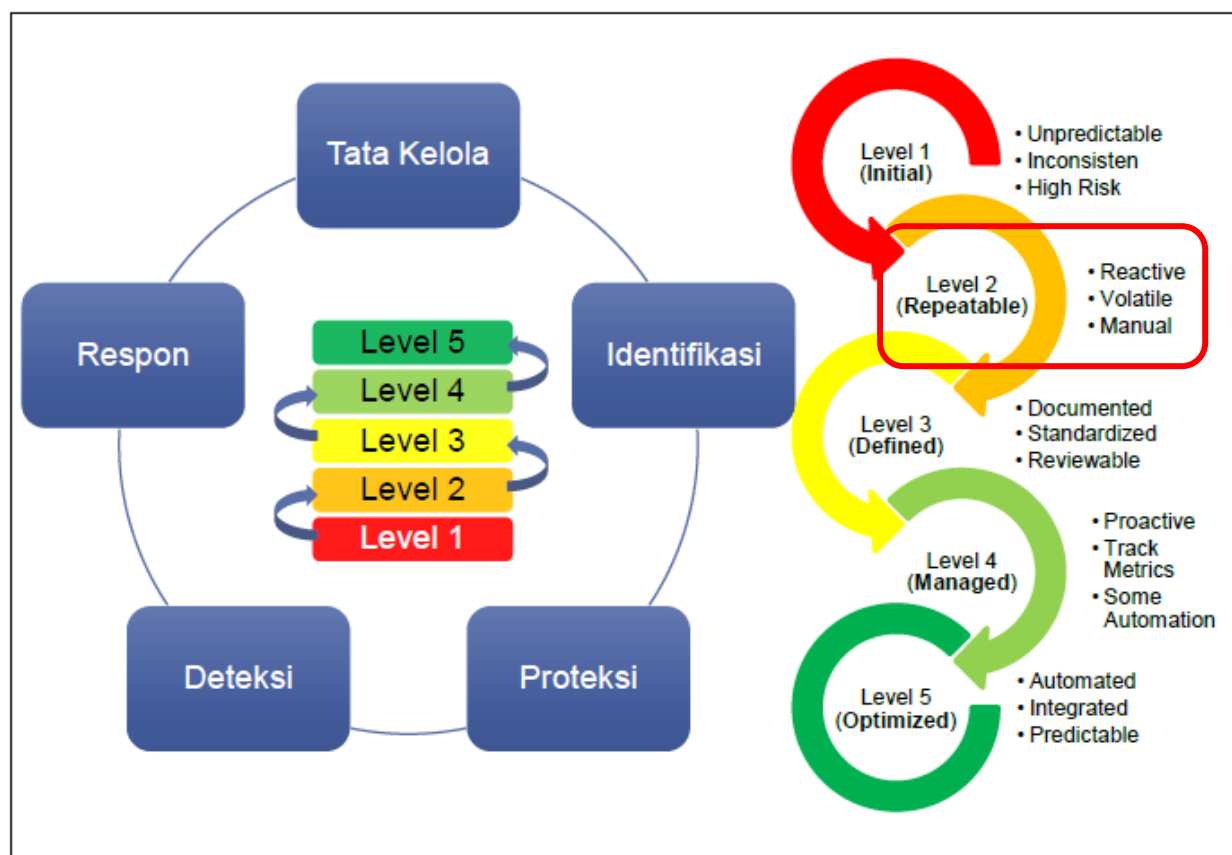 Tata Kelola
Respon
Identifikasi
Level 5
Level 4
Level 3
Level 2
Level 1
Deteksi
Proteksi
Level 1
(Initial)
• Unpredictable
• Inconsisten
• High Risk
Level 2
(Repeatable)
• Reactive
• Volatile
• Manual
Level 3
(Defined)
• Documented
• Standardized
• Reviewable
Level 4
(Managed)
• Proactive
• Track
Metrics
• Some
Automation
Level 5
(Optimized)
• Automated
• Integrated
• Predictable